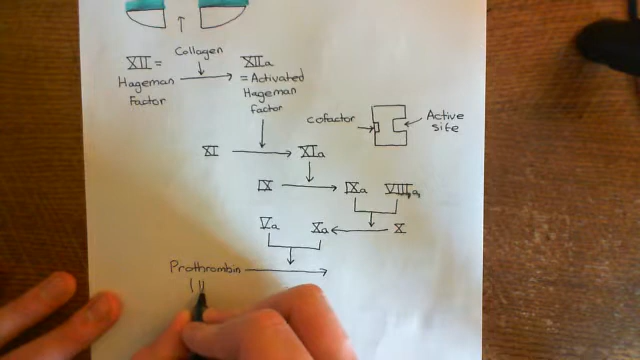 Collagen
XII =
Hageman
Factor
XIIa
= Activated
Hageman
Factor
cofactor
Active
site
XI
XIa
IX
IXa
VIIIa
Va
Xa
X
Prothrombin
(II